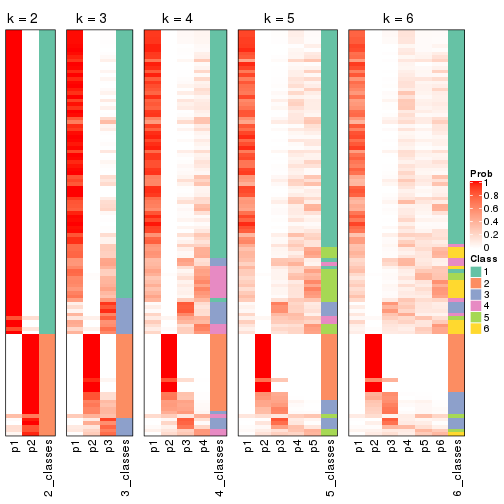 k = 2
k = 3
k = 4
k = 5
k = 6
p1
p2
2_classes
p1
p2
p3
3_classes
p1
p2
p3
p4
4_classes
p1
p2
p3
p4
p5
5_classes
p1
p2
p3
p4
p5
p6
6_classes
Prob
1
0.8
0.6
0.4
0.2
0
Class
1
2
3
4
5
6